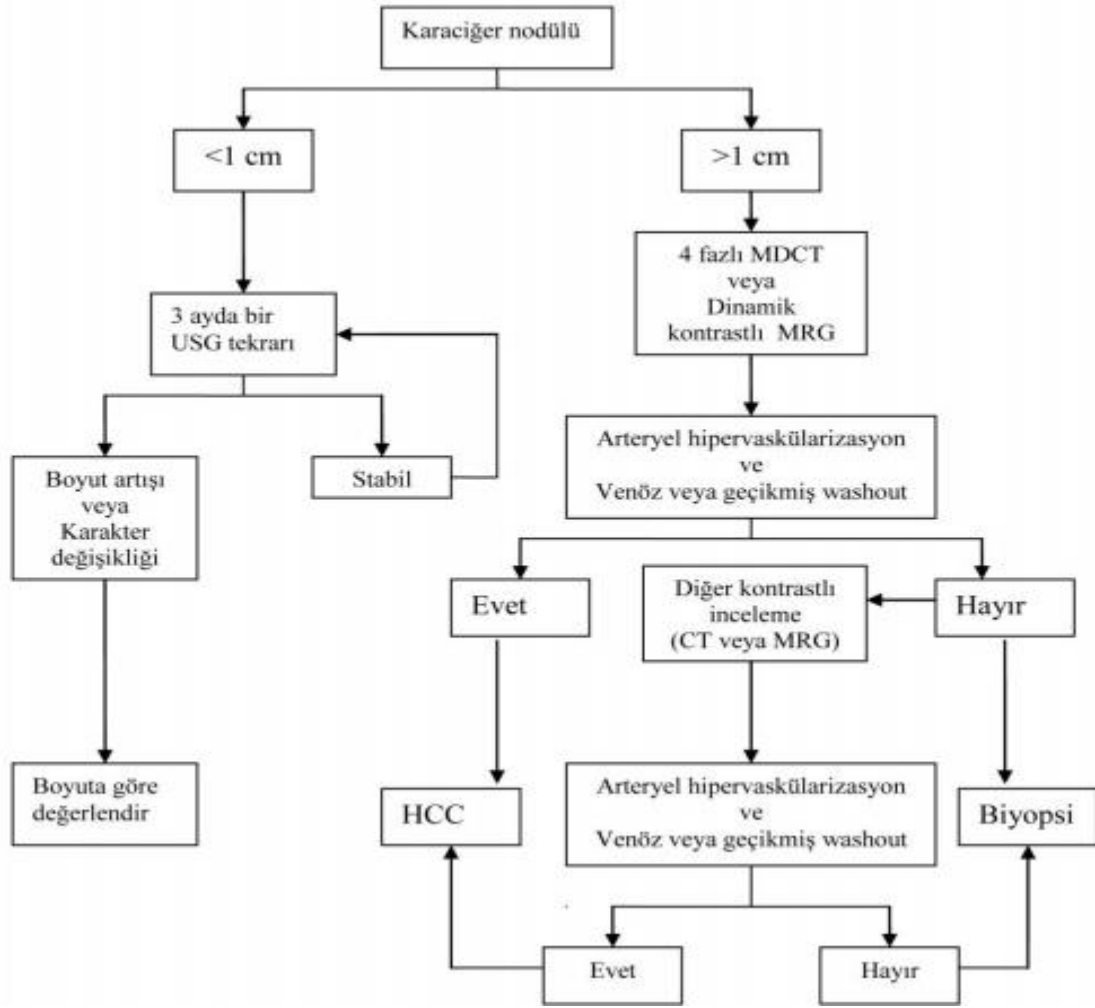 Karaciğer nodülü
<1 cm
>1 cm
3 ayda bir
USG tekrarı
4 fazlı MDCT
veya
Dinamik
kontrastlı MRG
Boyut artışı
veya
Karakter
değişikliği
Stabil
Arteryel hipervaskülarizasyon
ve
Venöz veya geçikmiş washout
Evet
Diğer kontrastlı
inceleme
(CT veya MRG)
Hayır
Boyuta göre
değerlendir
HCC
Arteryel hipervaskülarizasyon
ve
Venöz veya geçikmiş washout
Biyopsi
Evet
Hayır